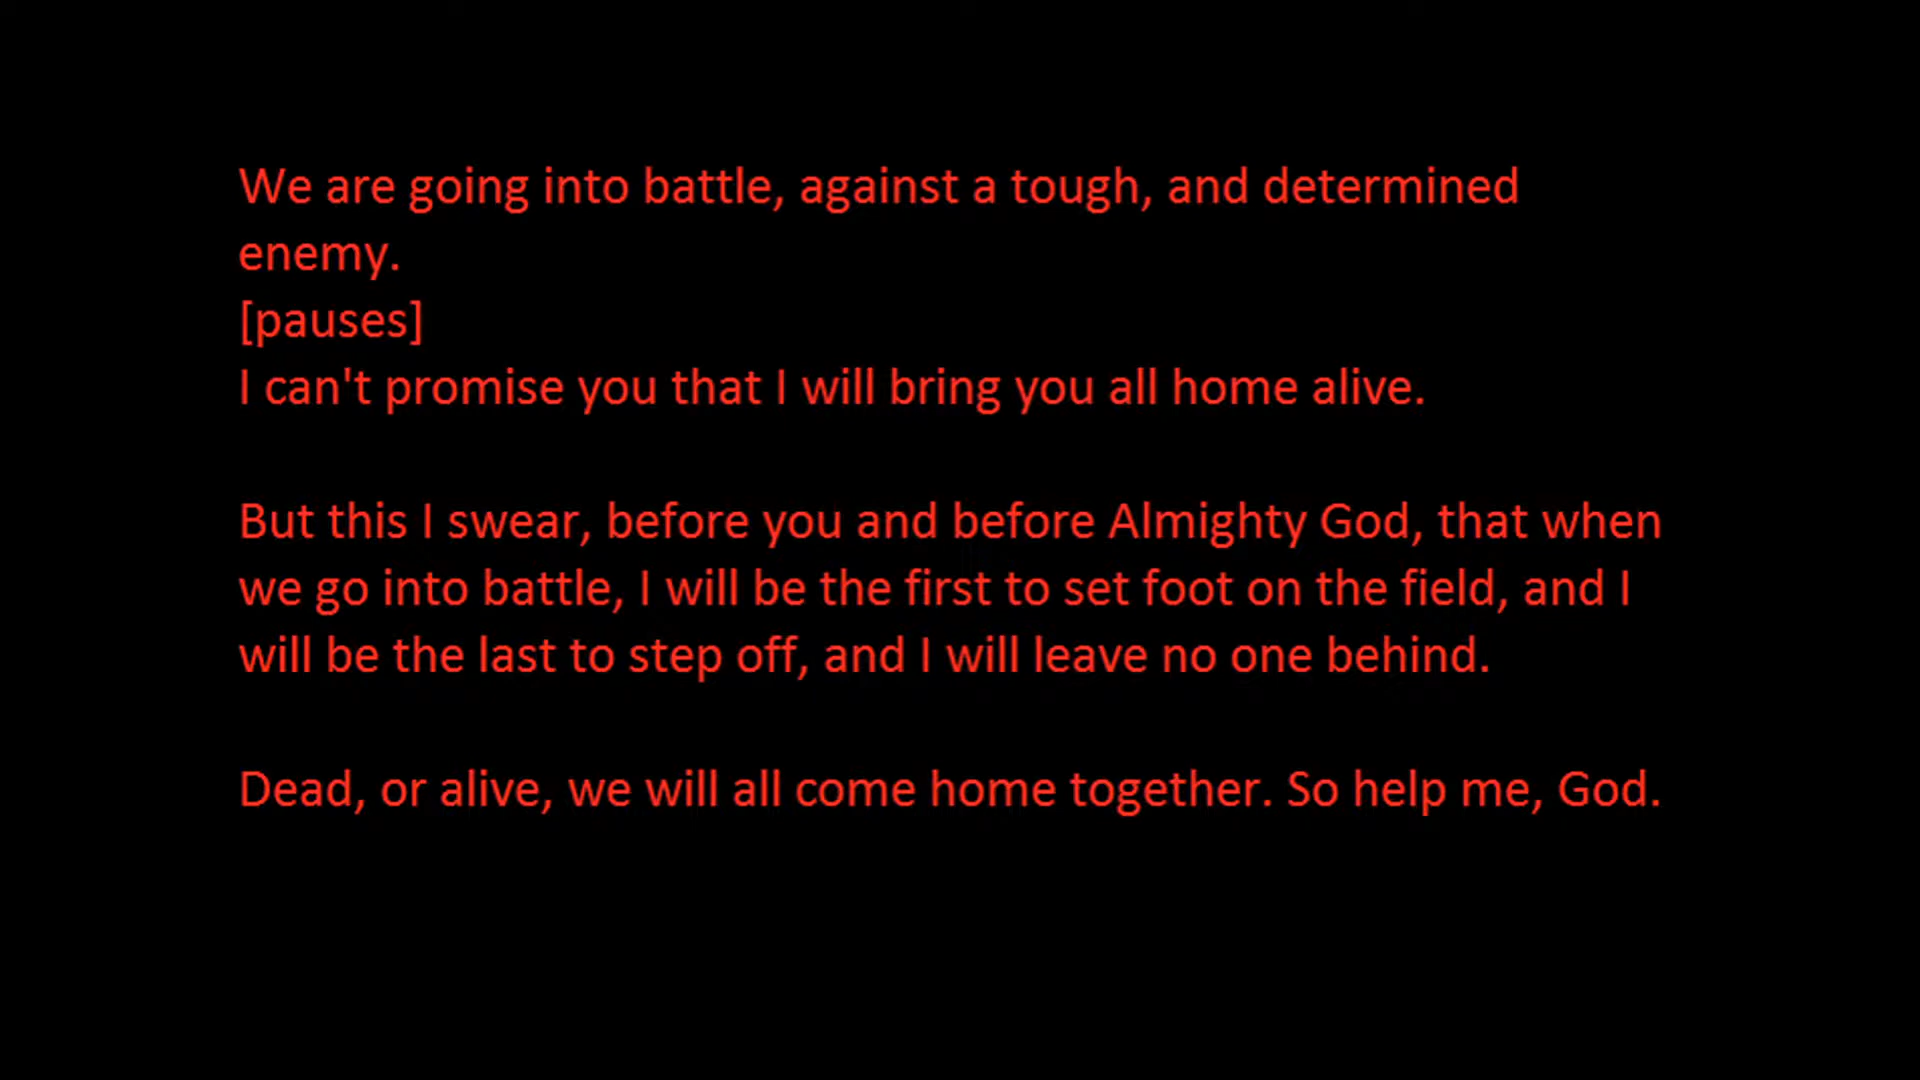 We are going into battle, against a tough, and determined
enemy.
[pauses]
I can't promise you that I will bring you all home alive.
But this I swear, before you and before Almighty God, that when
we go into battle, I will be the first to set foot on the field, and I
will be the last to step off, and I will leave no one behind.
Dead, or alive, we will all come home together. So help me, God.